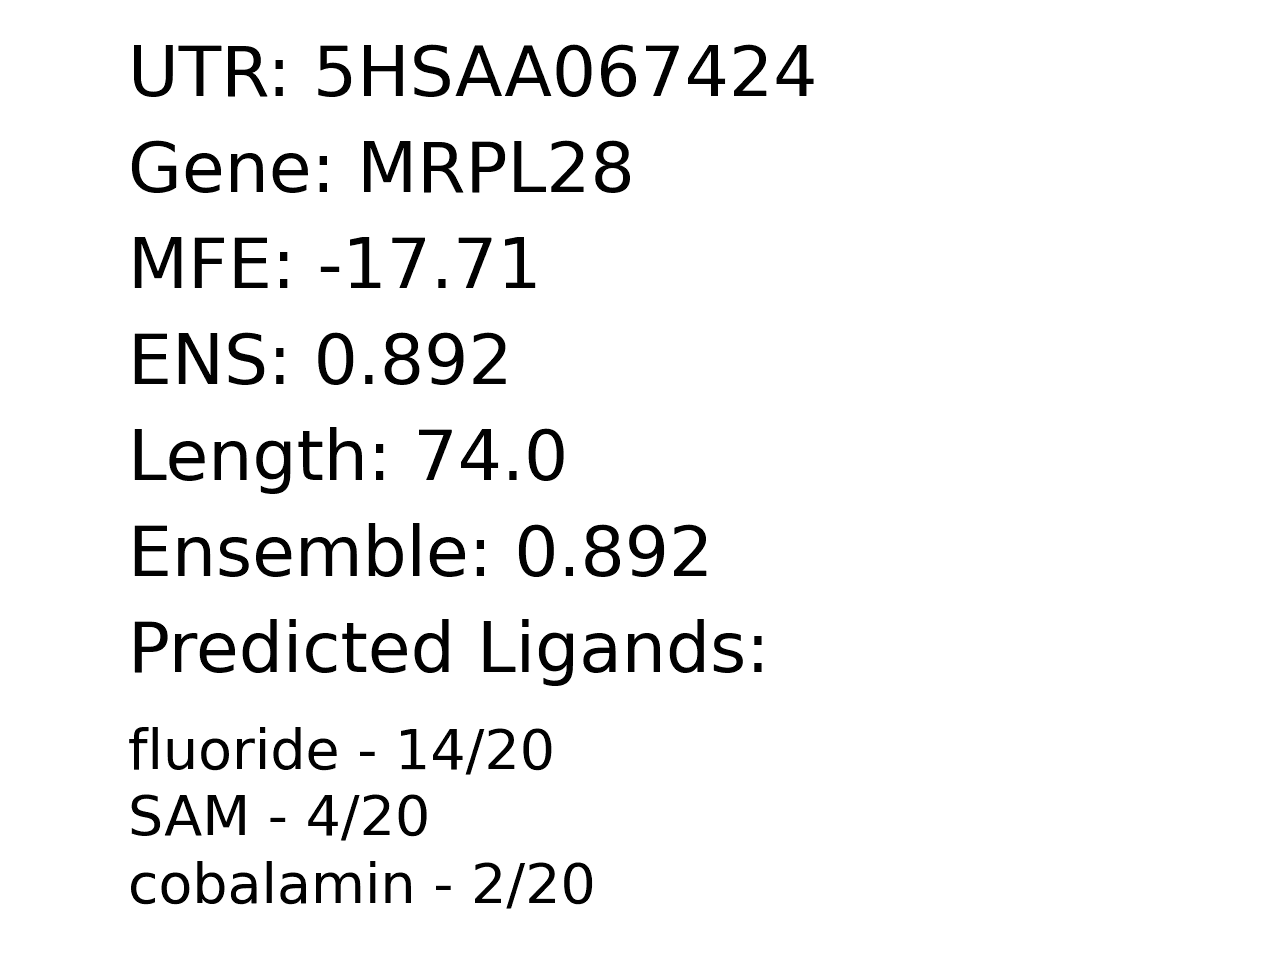 UTR: 5HSAA067424
Gene: MRPL28
MFE: -17.71
ENS: 0.892
Length: 74.0
Ensemble: 0.892
Predicted Ligands:
fluoride - 14/20
SAM - 4/20
cobalamin - 2/20